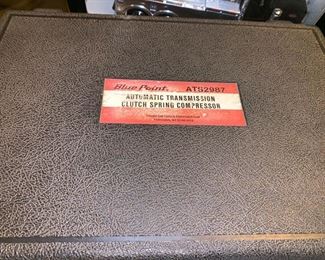 Blue Point ATS2987
AUTOMATIC TRANSMISSION
CLUTCH SPRING COMPRESSOR